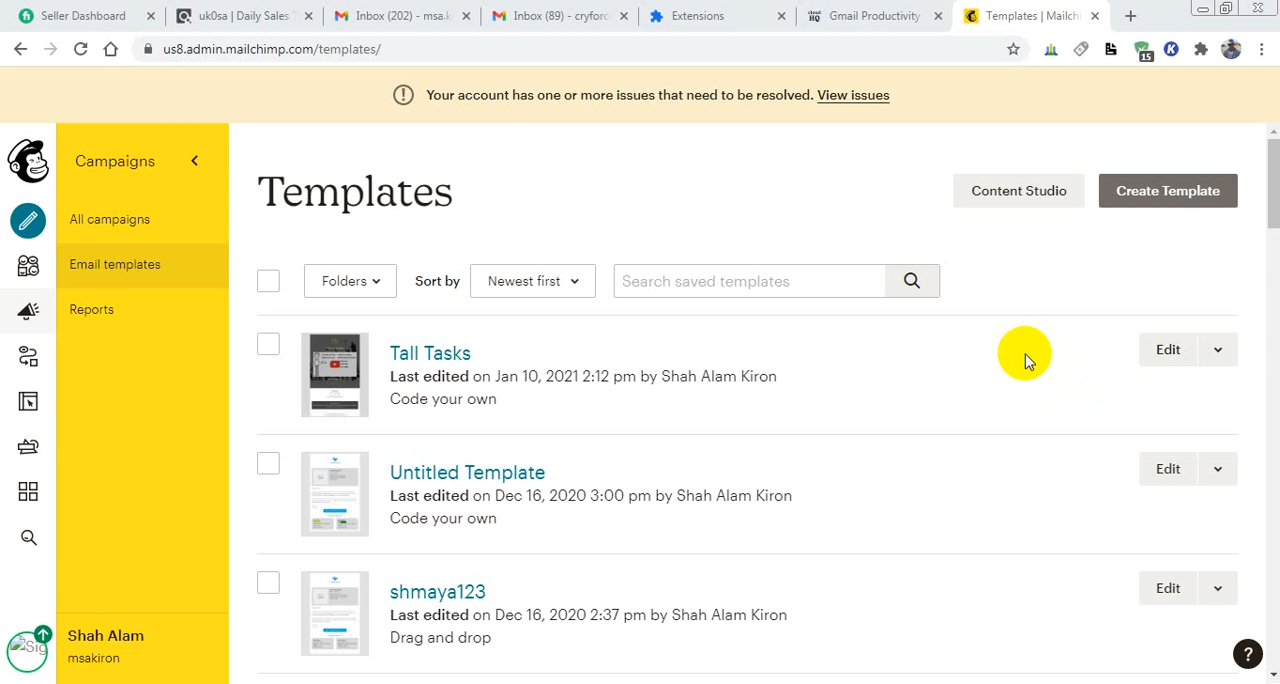 Seller Dashboard
uk0sa | Daily Sales T
Inbox (202) - msa.k
Inbox (89) - cryforc
Extensions
cloud HQ
Gmail Productivity
Templates | Mailch
us8.admin.mailchimp.com/templates/
15
Your account has one or more issues that need to be resolved. View issues
Campaigns
All campaigns
Email templates
Reports
Shah Alam
msakiron
Templates
Content Studio
Create Template
Folders
Sort by
Newest first
Search saved templates
Tall Tasks
Last edited on Jan 10, 2021 2:12 pm by Shah Alam Kiron
Code your own
Edit
Untitled Template
Last edited on Dec 16, 2020 3:00 pm by Shah Alam Kiron
Code your own
Edit
shmaya123
Last edited on Dec 16, 2020 2:37 pm by Shah Alam Kiron
Drag and drop
Edit
?